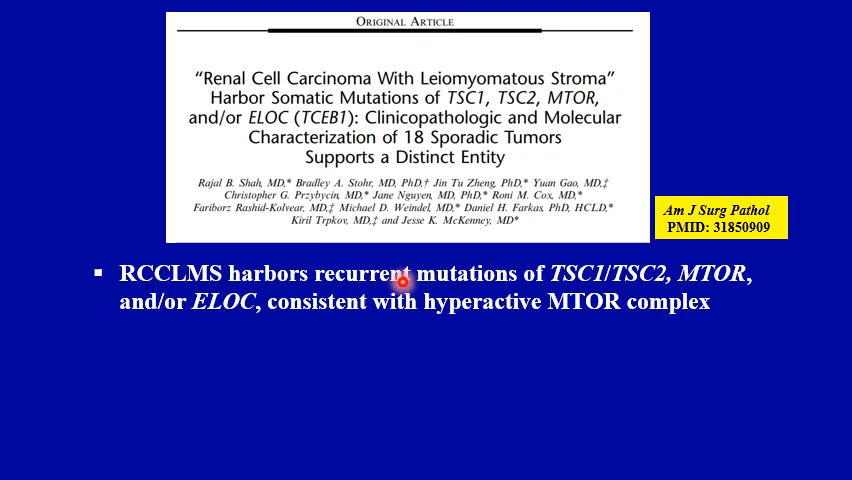 ORIGINAL ARTICLE
“Renal Cell Carcinoma With Leiomyomatous Stroma”
Harbor Somatic Mutations of TSC1, TSC2, MTOR,
and/or ELOC (TCEB1): Clinicopathologic and Molecular
Characterization of 18 Sporadic Tumors
Supports a Distinct Entity
Rajal B. Shah, MD,* Bradley A. Stohr, MD, PhD,† Jin Tu Zheng, PhD,* Yuan Gao, MD,‡
Christopher G. Przybycin, MD,* Jane Nguyen, MD, PhD,* Roni M. Cox, MD,*
Fariborz Rashid-Kolvear, MD,‡ Michael D. Weindel, MD,* Daniel H. Farkas, PhD, HCLD,*
Kiril Trpkov, MD,‡ and Jesse K. McKenney, MD*
Am J Surg Pathol
PMID: 31850909
▪ RCCLMS harbors recurrent mutations of TSC1/TSC2, MTOR,
and/or ELOC, consistent with hyperactive MTOR complex